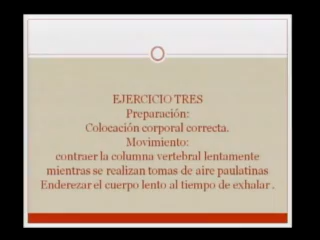 EJERCICIO TRES
Preparación:
Colocación corporal correcta.
Movimiento:
contraer la columna vertebral lentamente
mientras se realizan tomas de aire paulatinas
Enderezar el cuerpo lento al tiempo de exhalar .